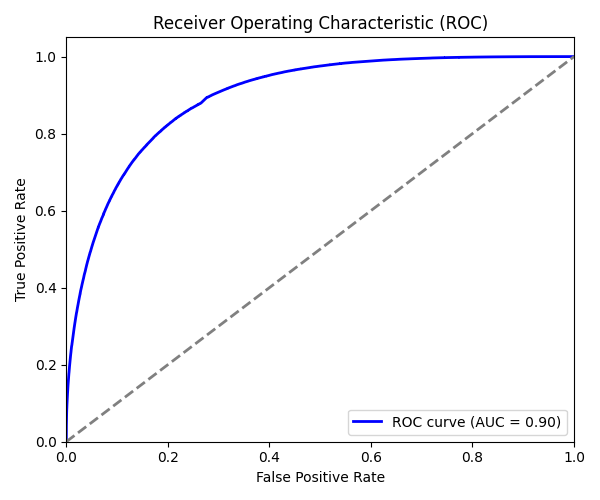 Receiver Operating Characteristic (ROC)
True Positive Rate
1.0
0.8
0.6
0.4
0.2
0.0
ROC curve (AUC = 0.90)
0.0 0.2 0.4 0.6 0.8 1.0
False Positive Rate